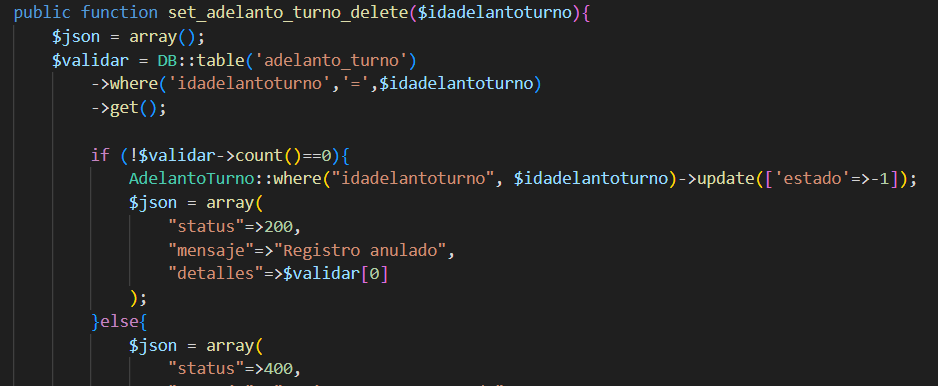 public function set_adelanto_turno_delete($idadelantoturno){
$json = array();
$validar = DB::table('adelanto_turno')
->where('idadelantoturno','=',$idadelantoturno)
->get();
if (!$validar->count()==0){
AdelantoTurno::where("idadelantoturno", $idadelantoturno)->update(['estado'=>-1]);
$json = array(
"status"=>200,
"mensaje"=>"Registro anulado",
"detalles"=>$validar[0]
);
}else{
$json = array(
"status"=>400,